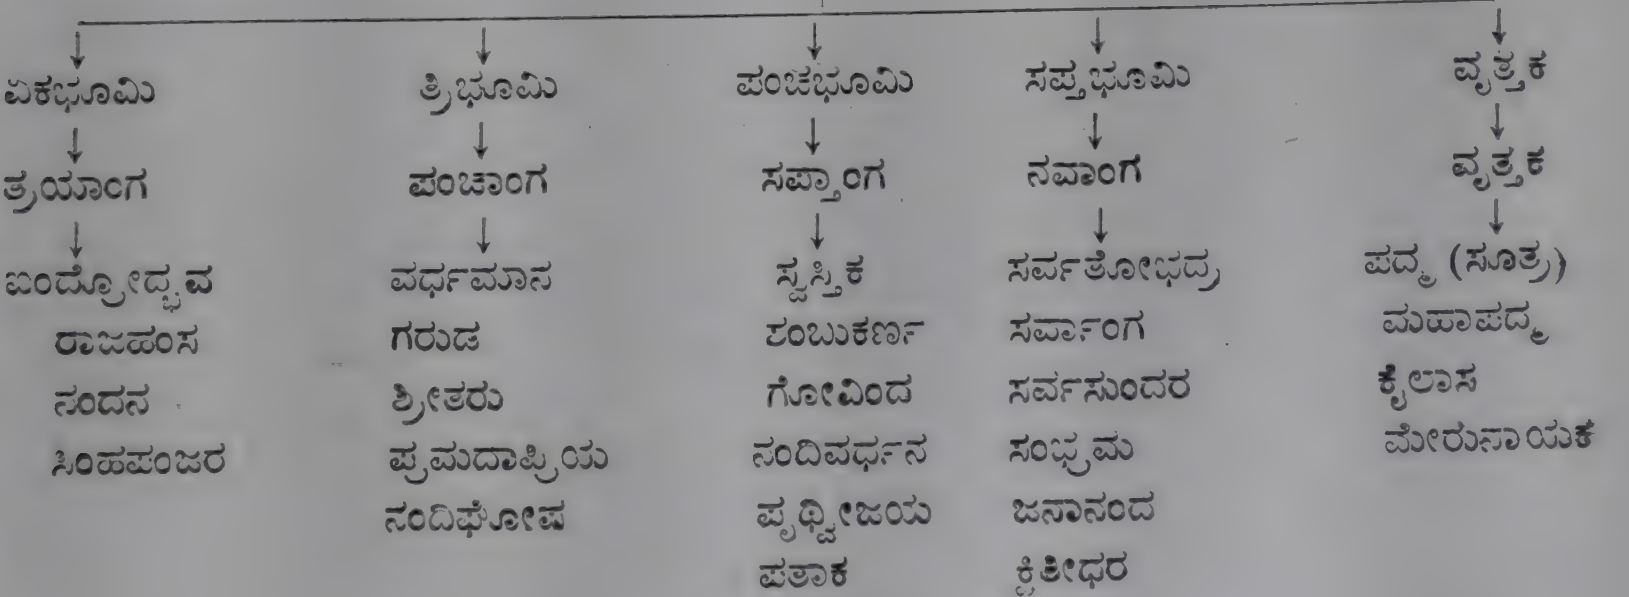 ಏಕಭೂಮಿ ತ್ರಿಭೂಮಿ ಪಂಚಭೂಮಿ ಸಪ್ತಭೂಮಿ ವೃತ್ತಕ
ತ್ರಯಾಂಗ ಪಂಚಾಂಗ ಸಪ್ತಾಂಗ ನವಾಂಗ ವೃತ್ತಕ
ಐಂದ್ರೋದ್ಭವ ವರ್ಧಮಾನ ಸ್ವಸ್ತಿಕ ಸರ್ವತೋಭದ್ರ ಪದ್ಮ (ಸೂತ್ರ)
ರಾಜಹಂಸ ಗರುಡ ಶಂಬುಕರ್ಣ ಸರ್ವಾಂಗ ಮಹಾಪದ್ಮ
ನಂದನ ಶ್ರೀತರು ಗೋವಿಂದ ಸರ್ವಸುಂದರ ಕೈಲಾಸ
ಸಿಂಹಪಂಜರ ಪ್ರಮದಾಪ್ರಿಯ ನಂದಿವರ್ಧನ ಸಂಭ್ರಮ ಮೇರುನಾಯಕ
ನಂದಿಘೋಷ ಪೃಥ್ವೀಜಯ ಜನಾನಂದ
ಪತಾಕ ಕ್ಷಿತೀಧರ